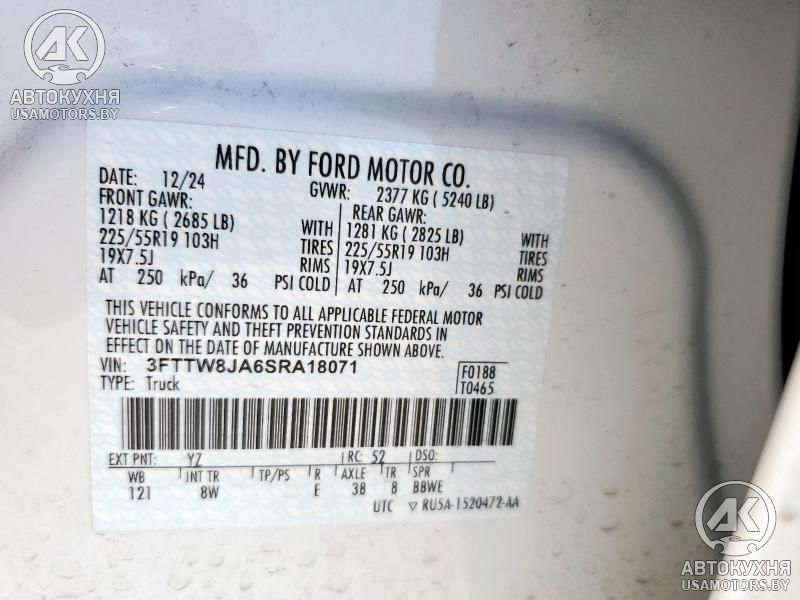 AK
АВТОКУХНЯ
USAMOTORS.BY
MFD. BY FORD MOTOR CO.
DATE: 12/24 GVWR: 2377 KG ( 5240 LB)
FRONT GAWR: REAR GAWR:
1218 KG ( 2685 LB) WITH 1281 KG ( 2825 LB) WITH
225/55R19 103H TIRES 225/55R19 103H TIRES
19X7.5J RIMS 19X7.5J RIMS
AT 250 kPa/ 36 PSI COLD AT 250 kPa/ 36 PSI COLD
THIS VEHICLE CONFORMS TO ALL APPLICABLE FEDERAL MOTOR
VEHICLE SAFETY AND THEFT PREVENTION STANDARDS IN
EFFECT ON THE DATE OF MANUFACTURE SHOWN ABOVE.
VIN: 3FTTW8JA6SRA18071 F0188
TYPE: Truck T0465
EXT PNT: YZ RC: 52 DSO:
WB INT TR TP/PS R AXLE TR SPR
121 8W E 38 8 BBWE
UTC ▽ RU5A-1520472-AA
AK
АВТОКУХНЯ
USAMOTORS.BY